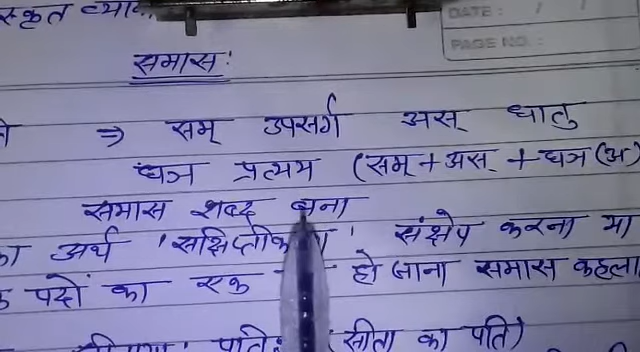 स्कृत व्या
DATE: / /
PAGE NO.:
समासः
⇒ सम् उपसर्ग अस् धातु
घञ प्रत्यय (सम् + अस् + घञ (अ)
समास शब्द बना
का अर्थ 'सक्षिप्तीक ' संक्षेप करना या
पदों का एक हो जाना समास कहला
पति (सीता का पति)